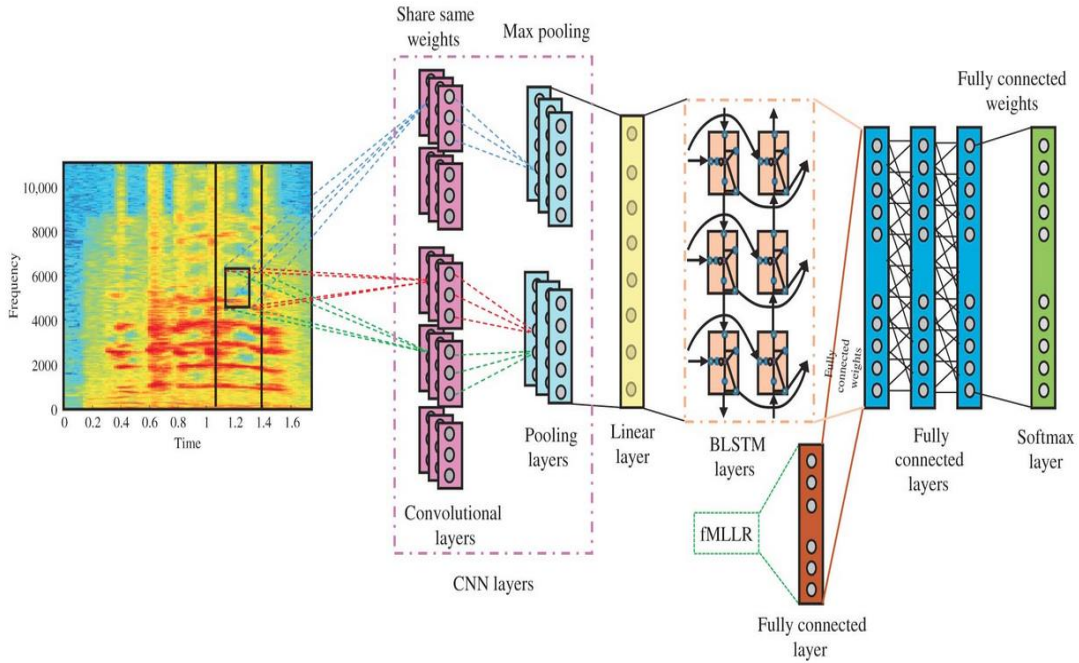 Share same
weights
Max pooling
Fully connected
weights
Frequency
10,000
8000
6000
4000
2000
0
0 0.2 0.4 0.6 0.8 1 1.2 1.4 1.6
Time
Fully
connected
weights
Pooling
layers
Linear
layer
BLSTM
layers
Fully
connected
layers
Softmax
layer
Convolutional
layers
fMLLR
CNN layers
Fully connected
layer